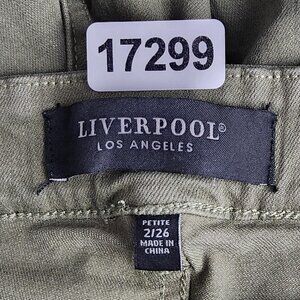 17299
LIVERPOOL®
LOS ANGELES
PETITE
2/26
MADE IN
CHINA